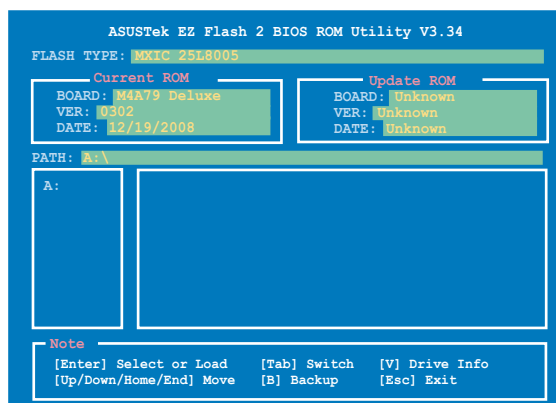 ASUSTek EZ Flash 2 BIOS ROM Utility V3.34
FLASH TYPE: MXIC 25L8005
Current ROM
BOARD: M4A79 Deluxe
VER: 0302
DATE: 12/19/2008
Update ROM
BOARD: Unknown
VER: Unknown
DATE: Unknown
PATH: A:\
A:
Note
[Enter] Select or Load [Tab] Switch [V] Drive Info
[Up/Down/Home/End] Move [B] Backup [Esc] Exit